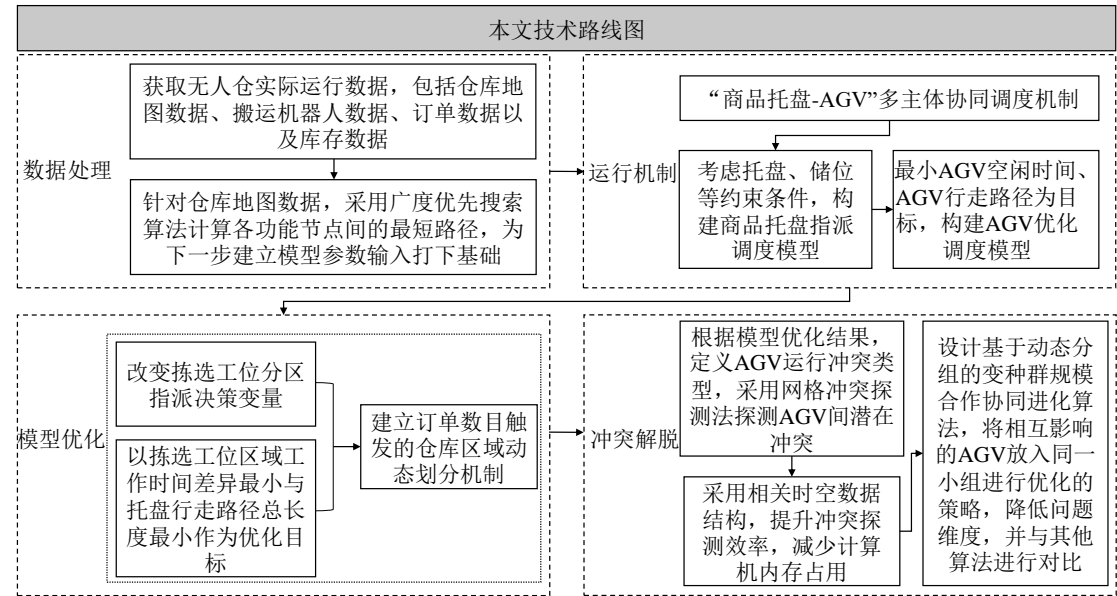 本文技术路线图
数据处理
获取无人仓实际运行数据，包括仓库地
图数据、搬运机器人数据、订单数据以
及库存数据
针对仓库地图数据，采用广度优先搜索
算法计算各功能节点间的最短路径，为
下一步建立模型参数输入打下基础
运行机制
“商品托盘-AGV”多主体协同调度机制
考虑托盘、储位
等约束条件，构
建商品托盘指派
调度模型
最小AGV空闲时间、
AGV行走路径为目
标，构建AGV优化
调度模型
模型优化
改变拣选工位分区
指派决策变量
以拣选工位区域工
作时间差异最小与
托盘行走路径总长
度最小作为优化目
标
建立订单数目触
发的仓库区域动
态划分机制
冲突解脱
根据模型优化结果，
定义AGV运行冲突类
型，采用网格冲突探
测法探测AGV间潜在
冲突
采用相关时空数据
结构，提升冲突探
测效率，减少计算
机内存占用
设计基于动态分
组的变种群规模
合作协同进化算
法，将相互影响
的AGV放入同一
小组进行优化的
策略，降低问题
维度，并与其他
算法进行对比